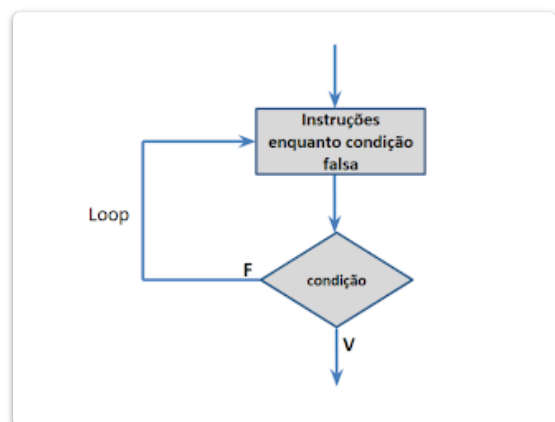 Instruções
enquanto condição
falsa
Loop
F
condição
V